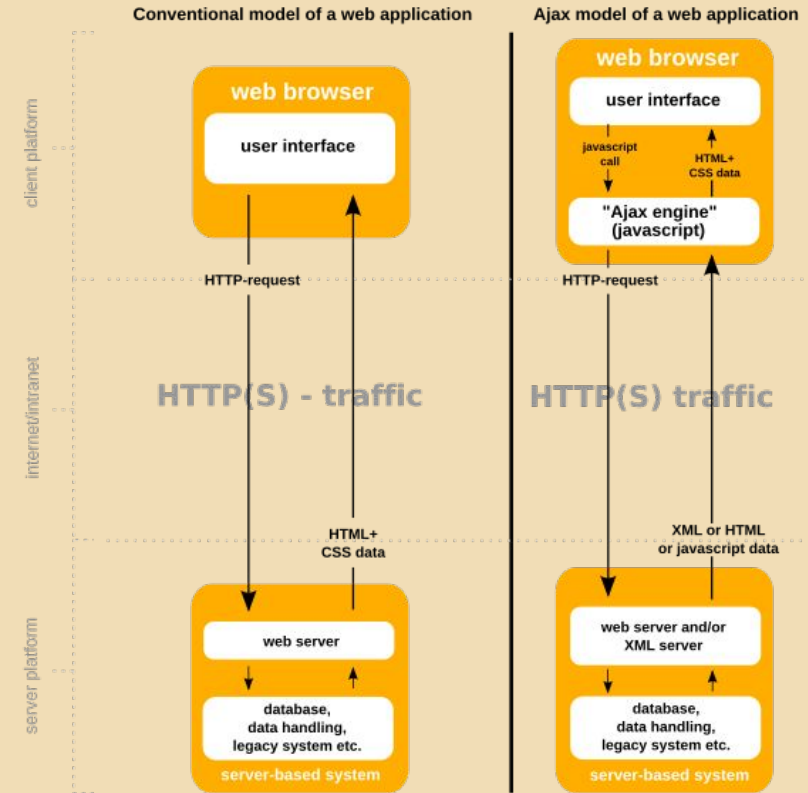 Conventional model of a web application
Ajax model of a web application
client platform
internet/intranet
server platform
web browser
user interface
HTTP-request
HTTP(S) - traffic
HTML+
CSS data
web server
database,
data handling,
legacy system etc.
server-based system
web browser
user interface
javascript
call
HTML+
CSS data
"Ajax engine"
(javascript)
HTTP-request
HTTP(S) traffic
XML or HTML
or javascript data
web server and/or
XML server
database,
data handling,
legacy system etc.
server-based system